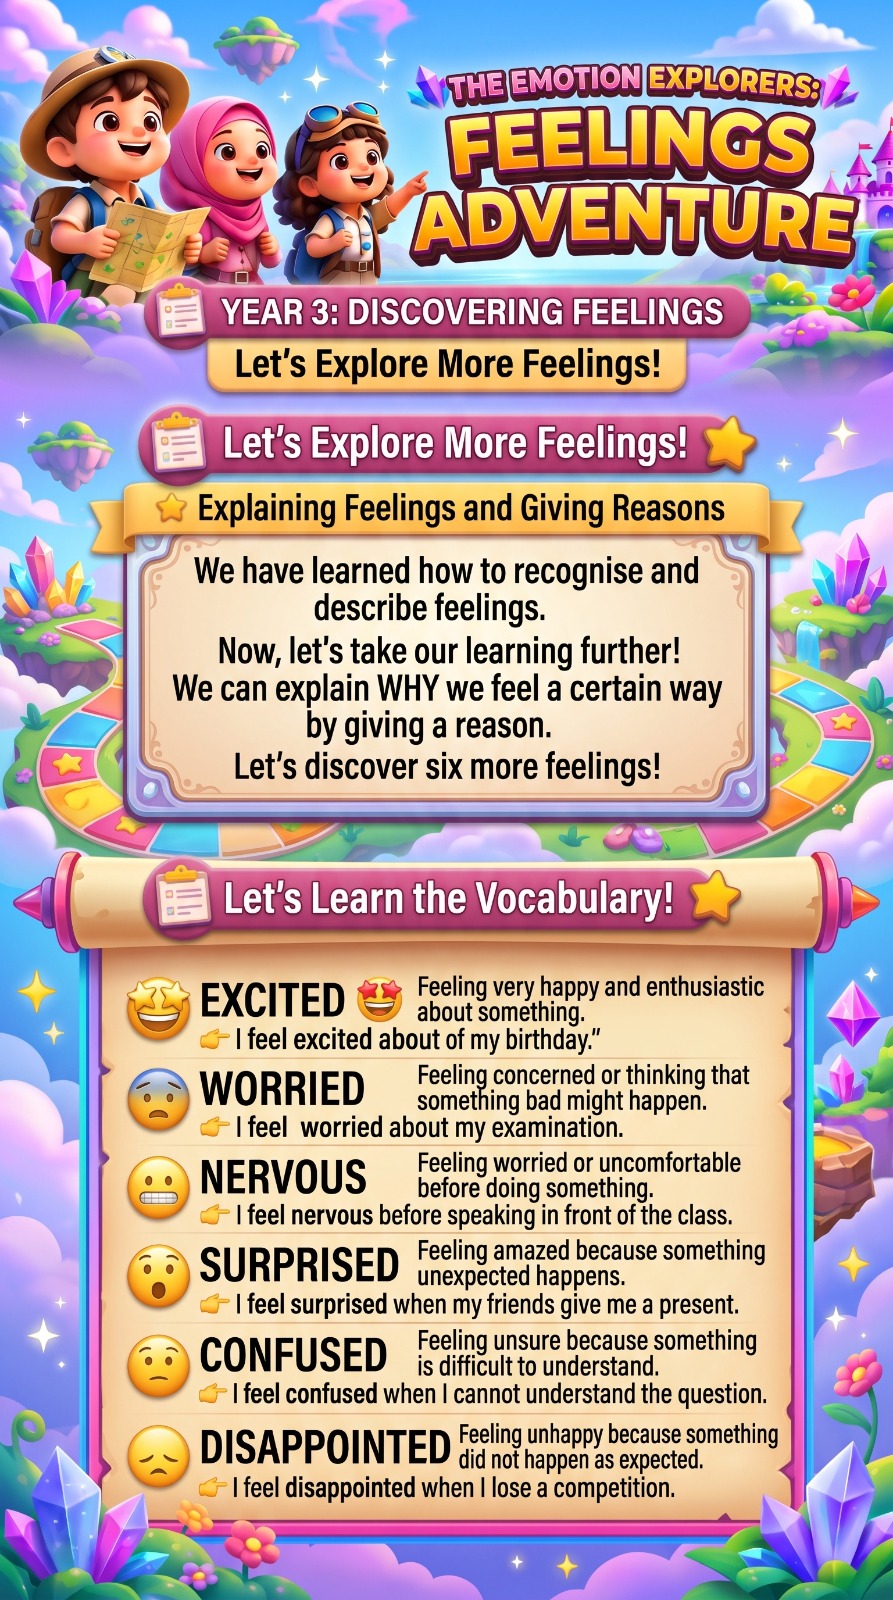 THE EMOTION EXPLORERS:
FEELINGS
ADVENTURE
YEAR 3: DISCOVERING FEELINGS
Let's Explore More Feelings!
Let's Explore More Feelings!
Explaining Feelings and Giving Reasons
We have learned how to recognise and
describe feelings.
Now, let's take our learning further!
We can explain WHY we feel a certain way
by giving a reason.
Let's discover six more feelings!
Let's Learn the Vocabulary!
EXCITED
Feeling very happy and enthusiastic
about something.
I feel excited about of my birthday.”
WORRIED
Feeling concerned or thinking that
something bad might happen.
I feel worried about my examination.
NERVOUS
Feeling worried or uncomfortable
before doing something.
I feel nervous before speaking in front of the class.
SURPRISED
Feeling amazed because something
unexpected happens.
I feel surprised when my friends give me a present.
CONFUSED
Feeling unsure because something
is difficult to understand.
I feel confused when I cannot understand the question.
DISAPPOINTED
Feeling unhappy because something
did not happen as expected.
I feel disappointed when I lose a competition.